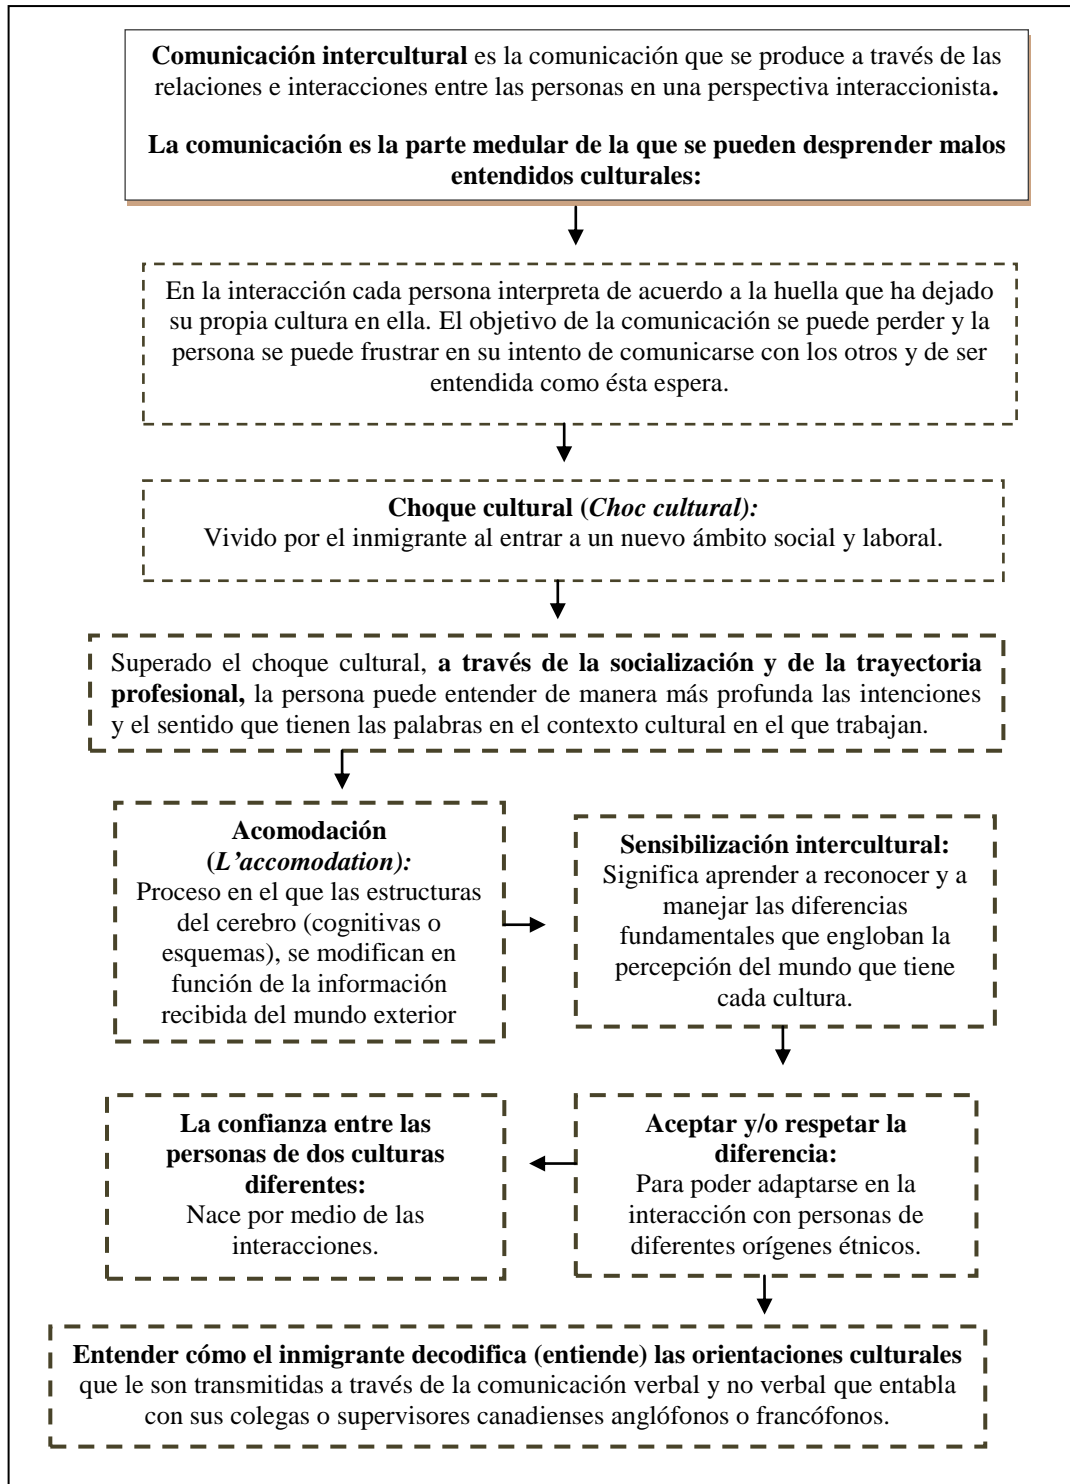 Comunicación intercultural es la comunicación que se produce a través de las
relaciones e interacciones entre las personas en una perspectiva interaccionista.
La comunicación es la parte medular de la que se pueden desprender malos
entendidos culturales:
En la interacción cada persona interpreta de acuerdo a la huella que ha dejado
su propia cultura en ella. El objetivo de la comunicación se puede perder y la
persona se puede frustrar en su intento de comunicarse con los otros y de ser
entendida como ésta espera.
Choque cultural (Choc cultural):
Vivido por el inmigrante al entrar a un nuevo ámbito social y laboral.
Superado el choque cultural, a través de la socialización y de la trayectoria
profesional, la persona puede entender de manera más profunda las intenciones
y el sentido que tienen las palabras en el contexto cultural en el que trabajan.
Acomodación
(L’accomodation):
Proceso en el que las estructuras
del cerebro (cognitivas o
esquemas), se modifican en
función de la información
recibida del mundo exterior
Sensibilización intercultural:
Significa aprender a reconocer y a
manejar las diferencias
fundamentales que engloban la
percepción del mundo que tiene
cada cultura.
Aceptar y/o respetar la
diferencia:
Para poder adaptarse en la
interacción con personas de
diferentes orígenes étnicos.
La confianza entre las
personas de dos culturas
diferentes:
Nace por medio de las
interacciones.
Entender cómo el inmigrante decodifica (entiende) las orientaciones culturales
que le son transmitidas a través de la comunicación verbal y no verbal que entabla
con sus colegas o supervisores canadienses anglófonos o francófonos.